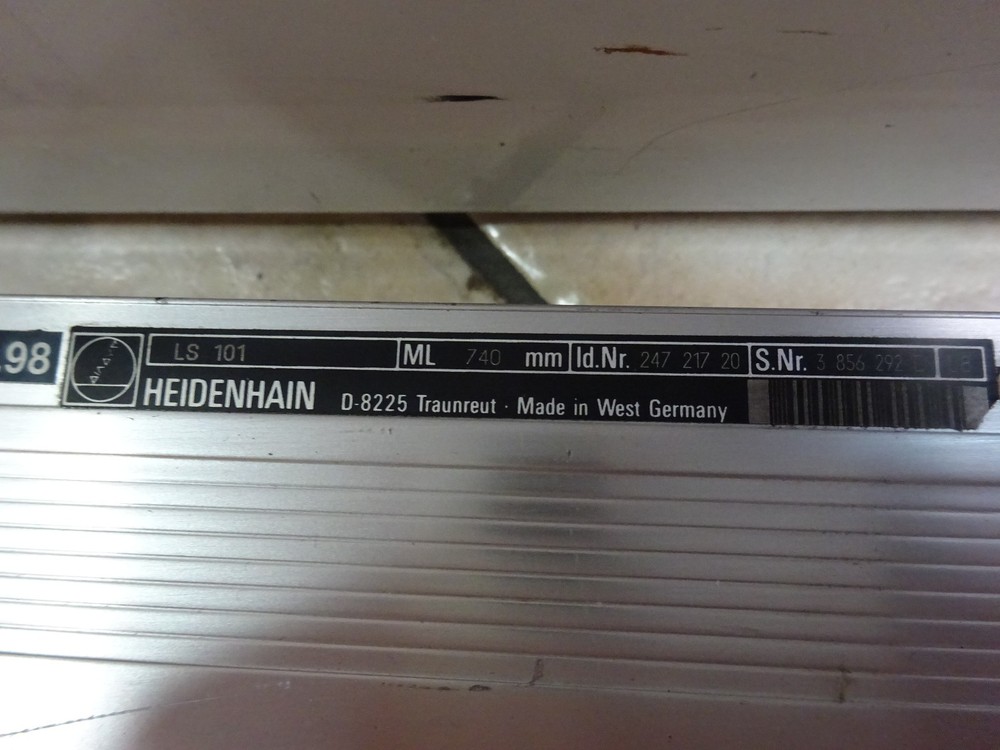 .98
LS 101 ML 740 mm Id.Nr. 247 217 20 S.Nr. 3 856 292
HEIDENHAIN D-8225 Traunreut · Made in West Germany